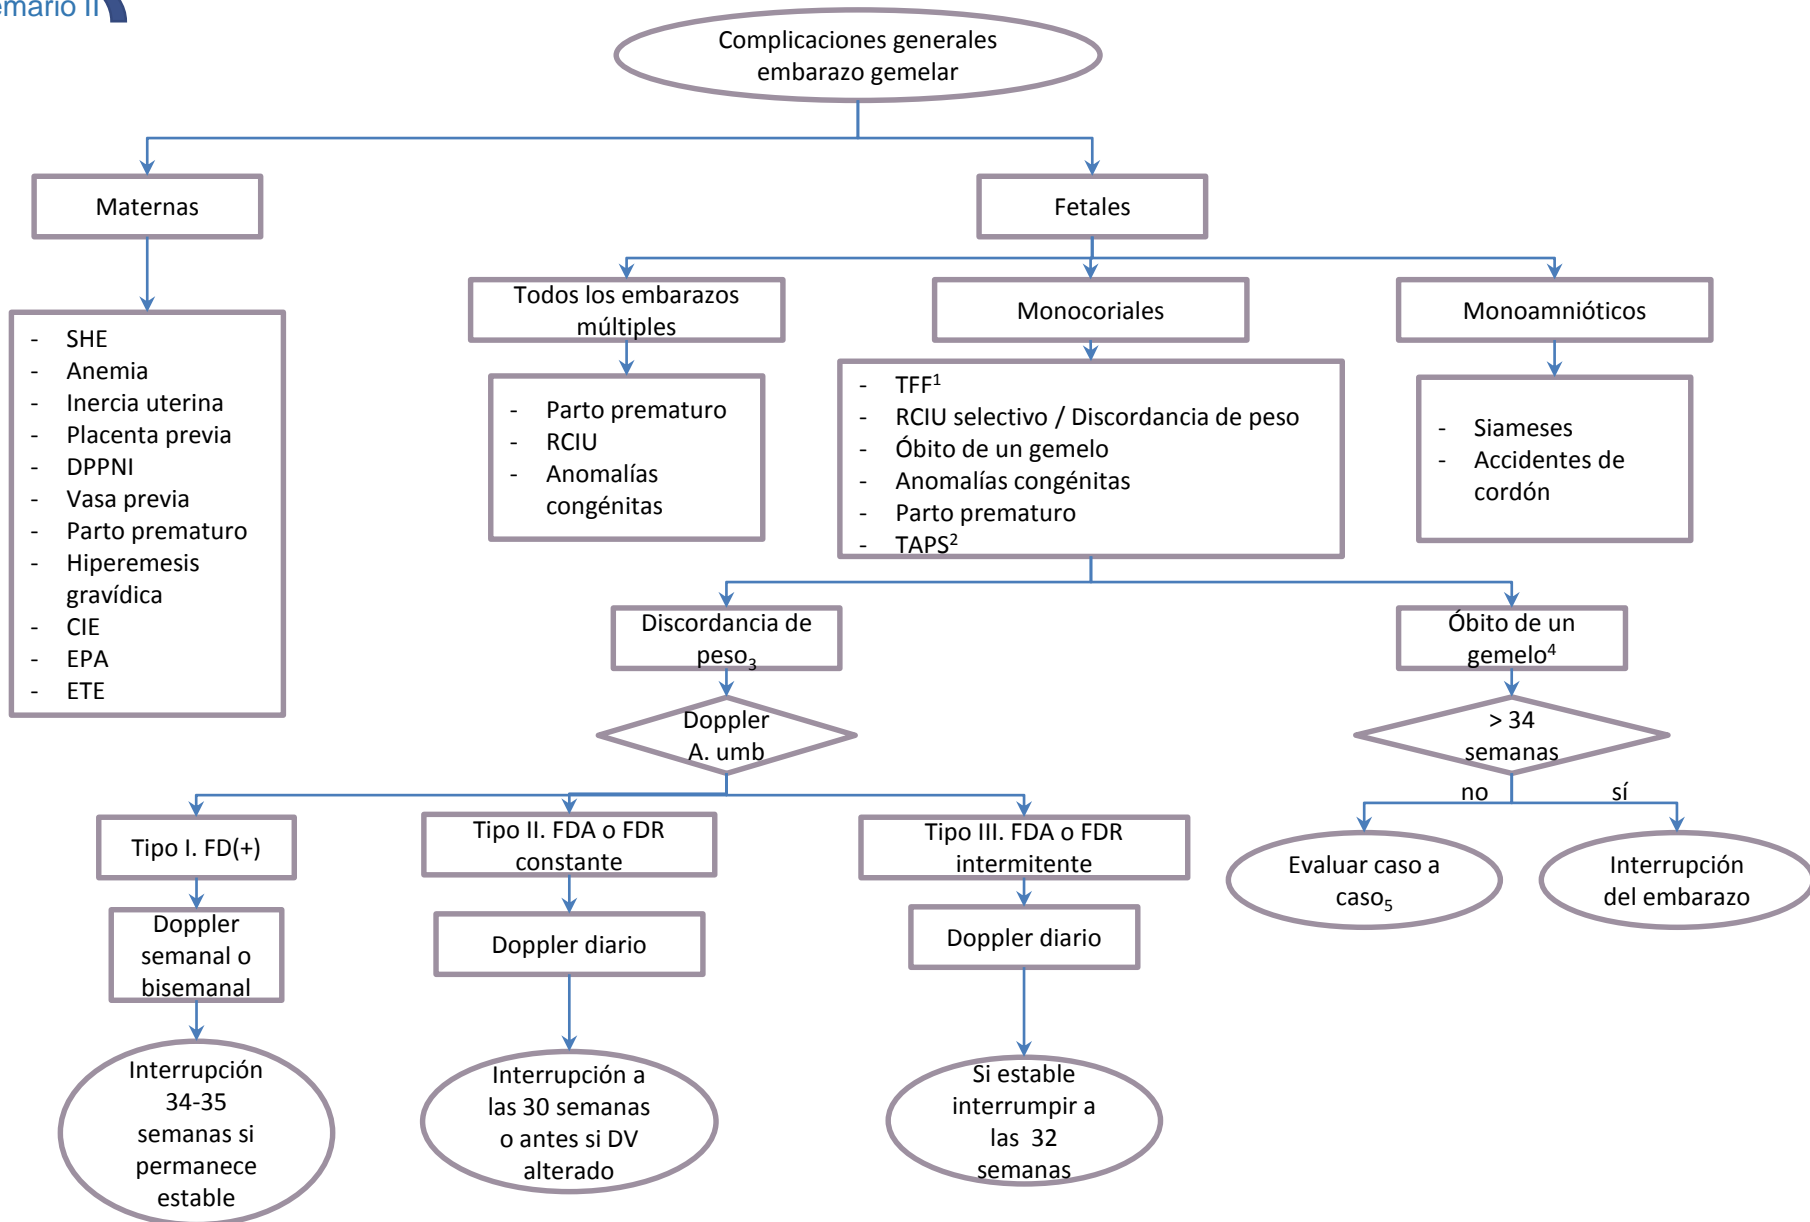 emario II
Complicaciones generales
embarazo gemelar
Maternas
Fetales
Todos los embarazos
múltiples
Monocoriales
Monoamnióticos
- SHE
- Anemia
- Inercia uterina
- Placenta previa
- DPPNI
- Vasa previa
- Parto prematuro
- Hiperemesis
gravídica
- CIE
- EPA
- ETE
- Parto prematuro
- RCIU
- Anomalías
congénitas
- TFF¹
- RCIU selectivo / Discordancia de peso
- Óbito de un gemelo
- Anomalías congénitas
- Parto prematuro
- TAPS²
- Siameses
- Accidentes de
cordón
Discordancia de
peso₃
Óbito de un
gemelo⁴
Doppler
A. umb
> 34
semanas
no
sí
Tipo I. FD(+)
Tipo II. FDA o FDR
constante
Tipo III. FDA o FDR
intermitente
Evaluar caso a
caso₅
Interrupción
del embarazo
Doppler
semanal o
bisemanal
Doppler diario
Doppler diario
Interrupción
34-35
semanas si
permanece
estable
Interrupción a
las 30 semanas
o antes si DV
alterado
Si estable
interrumpir a
las 32
semanas